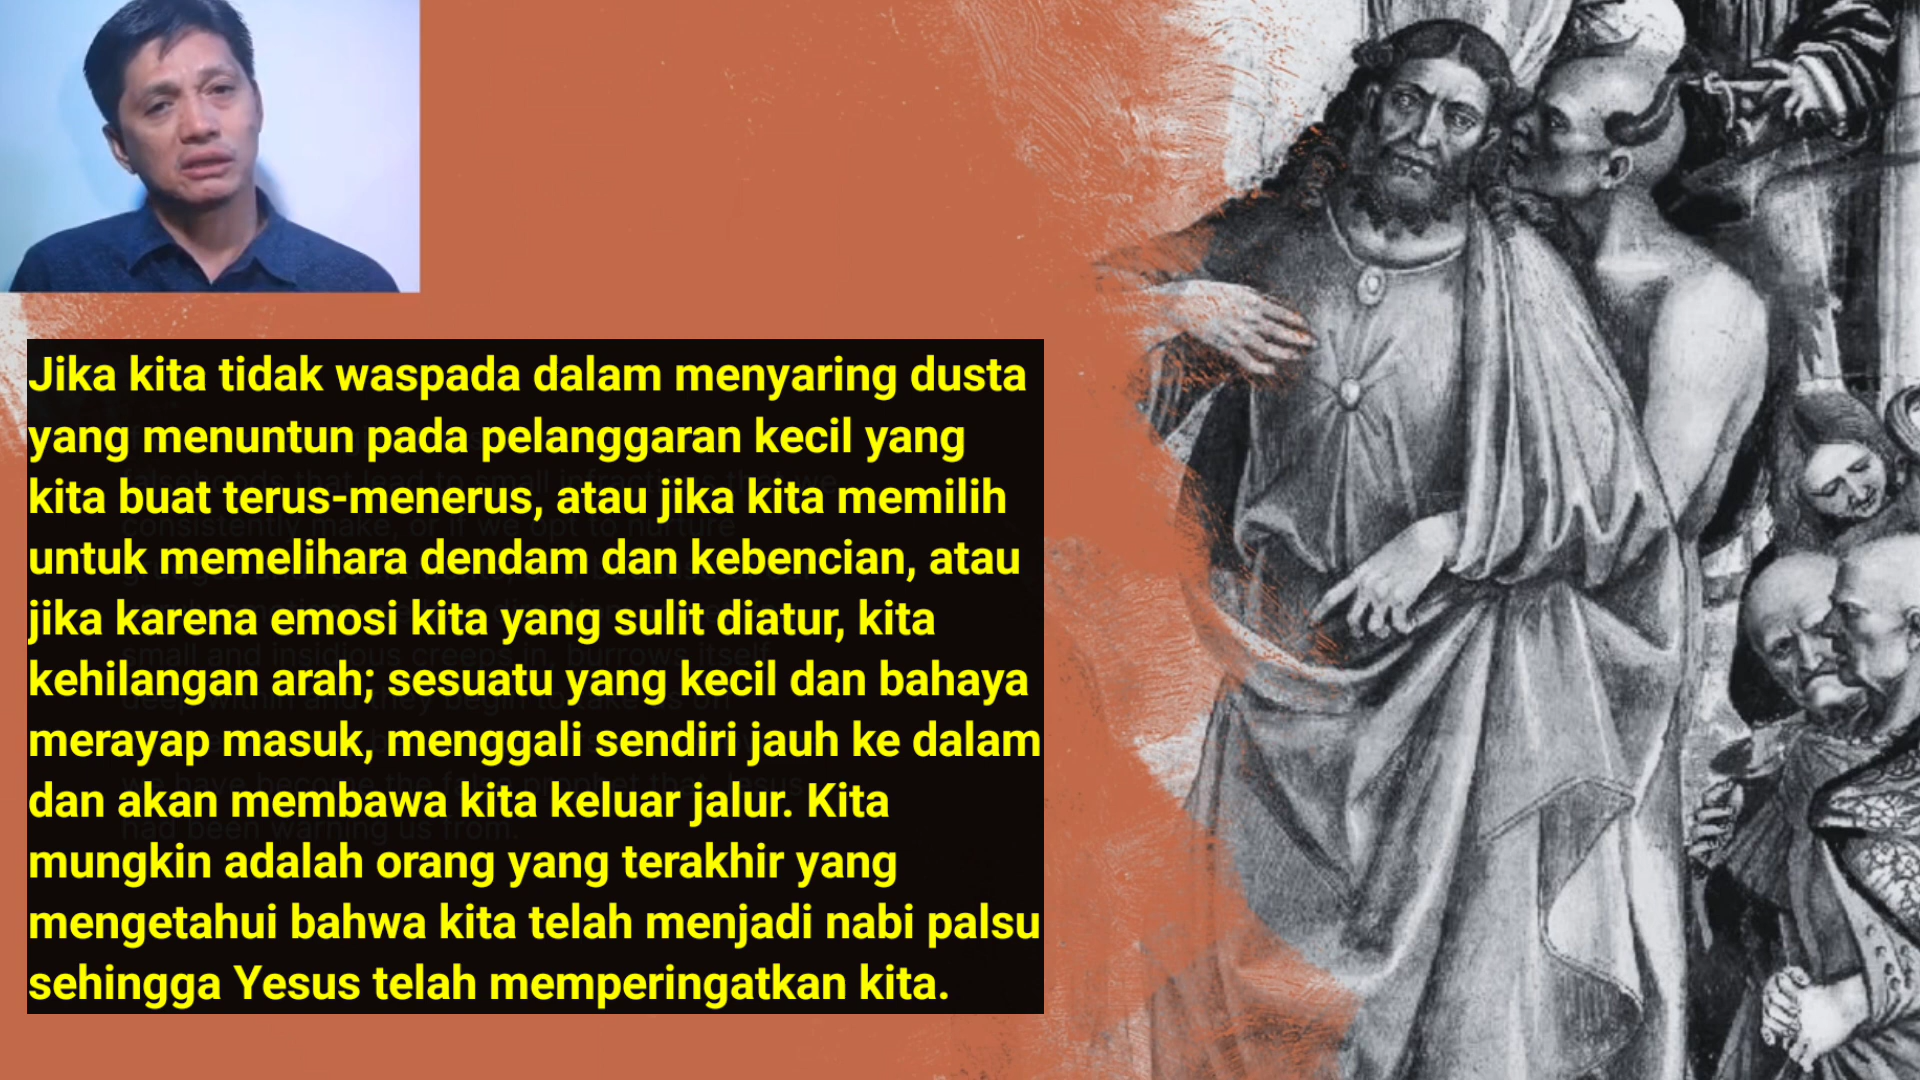 Jika kita tidak waspada dalam menyaring dusta
yang menuntun pada pelanggaran kecil yang
kita buat terus-menerus, atau jika kita memilih
untuk memelihara dendam dan kebencian, atau
jika karena emosi kita yang sulit diatur, kita
kehilangan arah; sesuatu yang kecil dan bahaya
merayap masuk, menggali sendiri jauh ke dalam
dan akan membawa kita keluar jalur. Kita
mungkin adalah orang yang terakhir yang
mengetahui bahwa kita telah menjadi nabi palsu
sehingga Yesus telah memperingatkan kita.